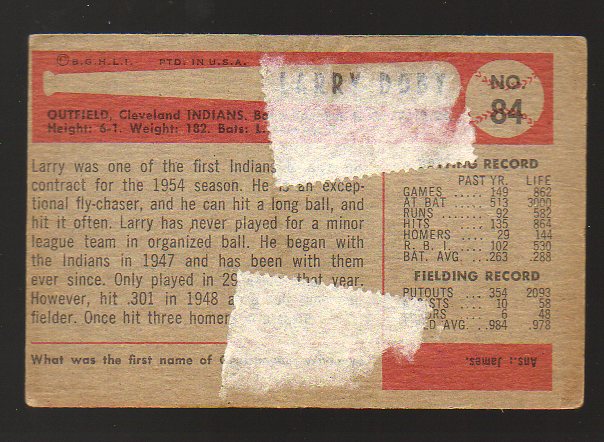 © B.G.H.L.I. PTD. IN U.S.A.
LARRY DOBY
NO.
84
OUTFIELD, Cleveland INDIANS.
Height: 6-1. Weight: 182. Bats:
Larry was one of the first Indian
contract for the 1954 season. He is an excep-
tional fly-chaser, and he can hit a long ball, and
hit it often. Larry has never played for a minor
league team in organized ball. He began with
the Indians in 1947 and has been with them
ever since. Only played in 29 that year.
However, hit .301 in 1948
fielder. Once hit three homer
What was the first name of
RECORD
PAST YR. LIFE
GAMES ..... 149 862
AT BAT .... 513 3000
RUNS ...... 92 582
HITS ...... 135 864
HOMERS .... 29 144
R. B. I. .... 102 530
BAT. AVG. .. .263 .288
FIELDING RECORD
PUTOUTS ... 354 2093
10 58
6 48
AVG. .. .984 .978
Ans.: James.